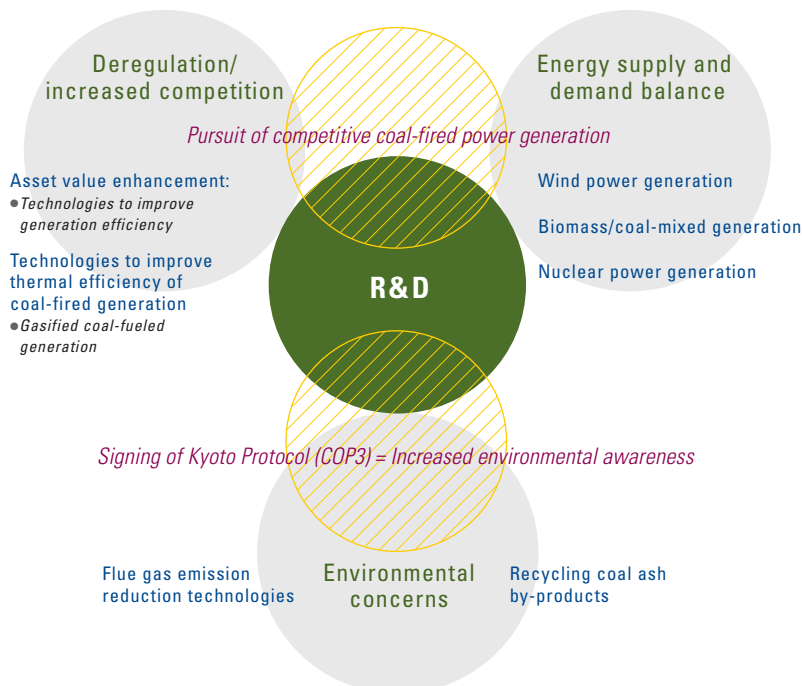 Deregulation/
increased competition
Energy supply and
demand balance
Pursuit of competitive coal-fired power generation
Asset value enhancement:
●Technologies to improve
generation efficiency
Technologies to improve
thermal efficiency of
coal-fired generation
●Gasified coal-fueled
generation
Wind power generation
Biomass/coal-mixed generation
Nuclear power generation
R&D
Signing of Kyoto Protocol (COP3) = Increased environmental awareness
Flue gas emission
reduction technologies
Environmental
concerns
Recycling coal ash
by-products